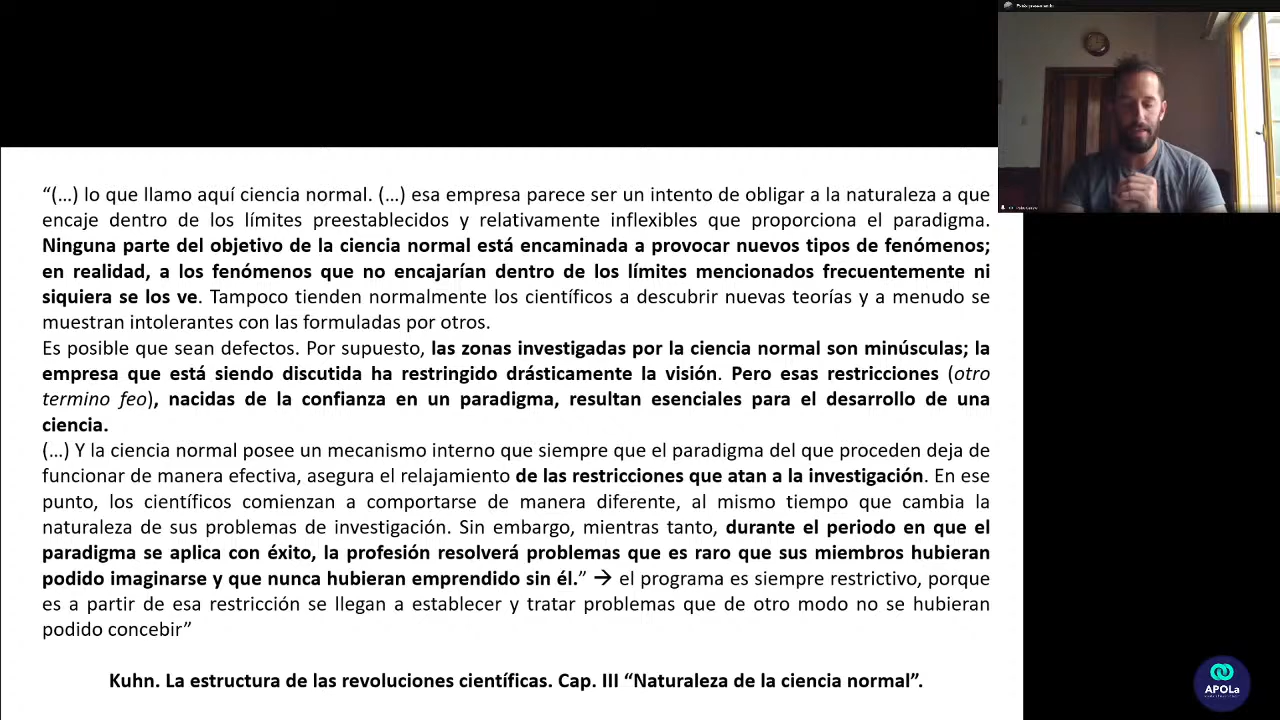 “(…) lo que llamo aquí ciencia normal. (…) esa empresa parece ser un intento de obligar a la naturaleza a que
encaje dentro de los límites preestablecidos y relativamente inflexibles que proporciona el paradigma.
Ninguna parte del objetivo de la ciencia normal está encaminada a provocar nuevos tipos de fenómenos;
en realidad, a los fenómenos que no encajarían dentro de los límites mencionados frecuentemente ni
siquiera se los ve. Tampoco tienden normalmente los científicos a descubrir nuevas teorías y a menudo se
muestran intolerantes con las formuladas por otros.
Es posible que sean defectos. Por supuesto, las zonas investigadas por la ciencia normal son minúsculas; la
empresa que está siendo discutida ha restringido drásticamente la visión. Pero esas restricciones (otro
termino feo), nacidas de la confianza en un paradigma, resultan esenciales para el desarrollo de una
ciencia.
(…) Y la ciencia normal posee un mecanismo interno que siempre que el paradigma del que proceden deja de
funcionar de manera efectiva, asegura el relajamiento de las restricciones que atan a la investigación. En ese
punto, los científicos comienzan a comportarse de manera diferente, al mismo tiempo que cambia la
naturaleza de sus problemas de investigación. Sin embargo, mientras tanto, durante el periodo en que el
paradigma se aplica con éxito, la profesión resolverá problemas que es raro que sus miembros hubieran
podido imaginarse y que nunca hubieran emprendido sin él.” → el programa es siempre restrictivo, porque
es a partir de esa restricción se llegan a establecer y tratar problemas que de otro modo no se hubieran
podido concebir”
Kuhn. La estructura de las revoluciones científicas. Cap. III “Naturaleza de la ciencia normal”.
APOLa